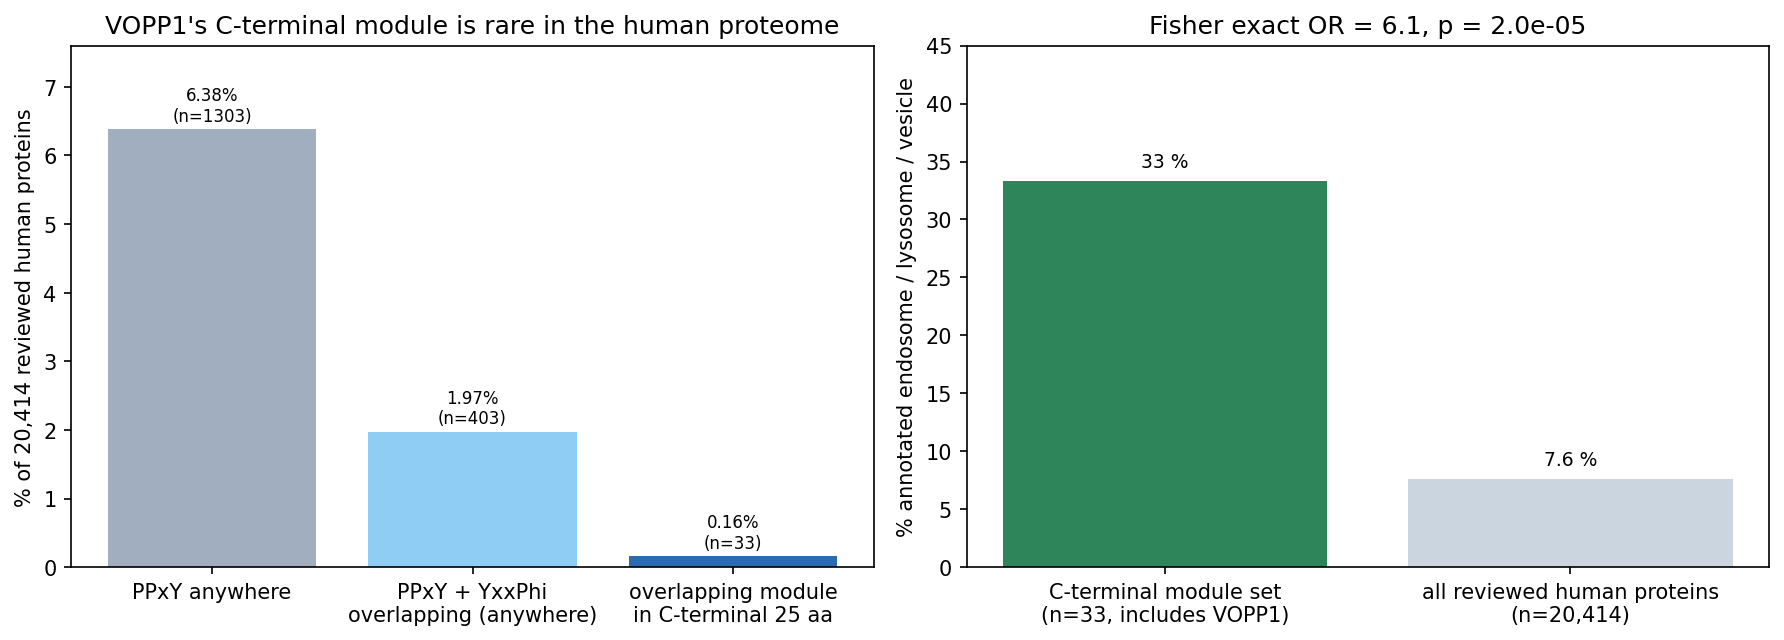 VOPP1's C-terminal module is rare in the human proteome
% of 20,414 reviewed human proteins
7
6
5
4
3
2
1
0
6.38%
(n=1303)
1.97%
(n=403)
0.16%
(n=33)
PPxY anywhere
PPxY + YxxPhi
overlapping (anywhere)
overlapping module
in C-terminal 25 aa
Fisher exact OR = 6.1, p = 2.0e-05
% annotated endosome / lysosome / vesicle
45
40
35
30
25
20
15
10
5
0
33 %
7.6 %
C-terminal module set
(n=33, includes VOPP1)
all reviewed human proteins
(n=20,414)